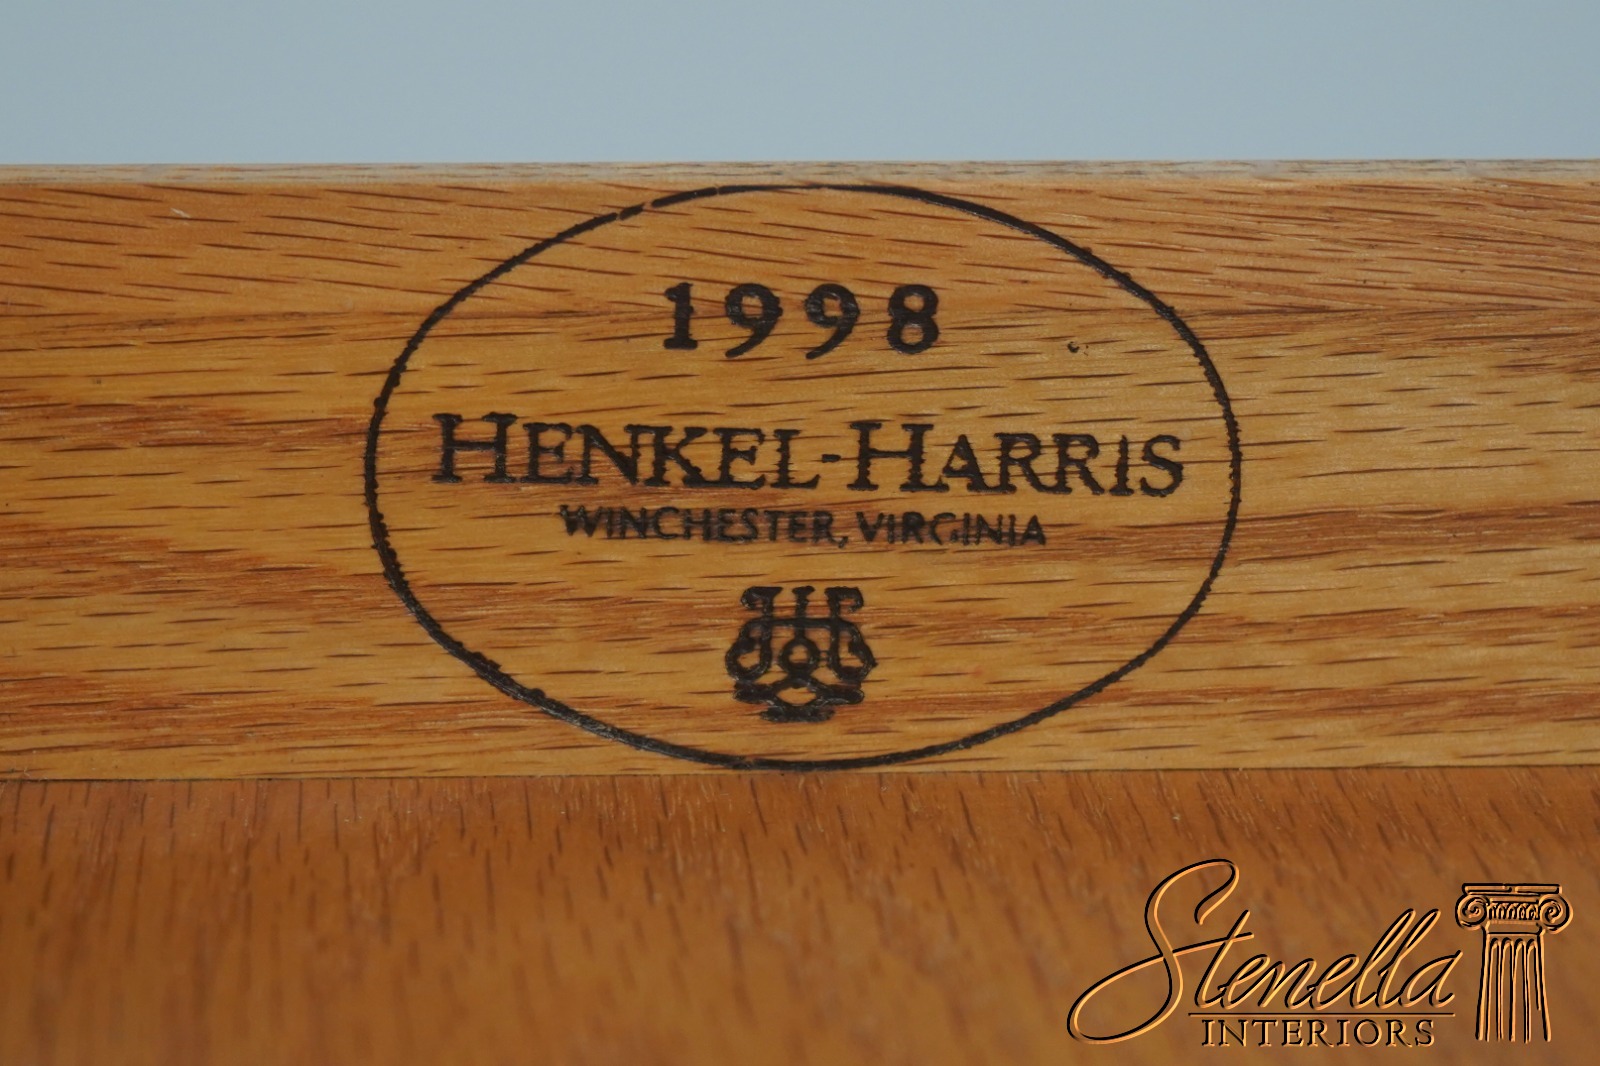 1998
HENKEL-HARRIS
WINCHESTER, VIRGINIA
Stenella
INTERIORS